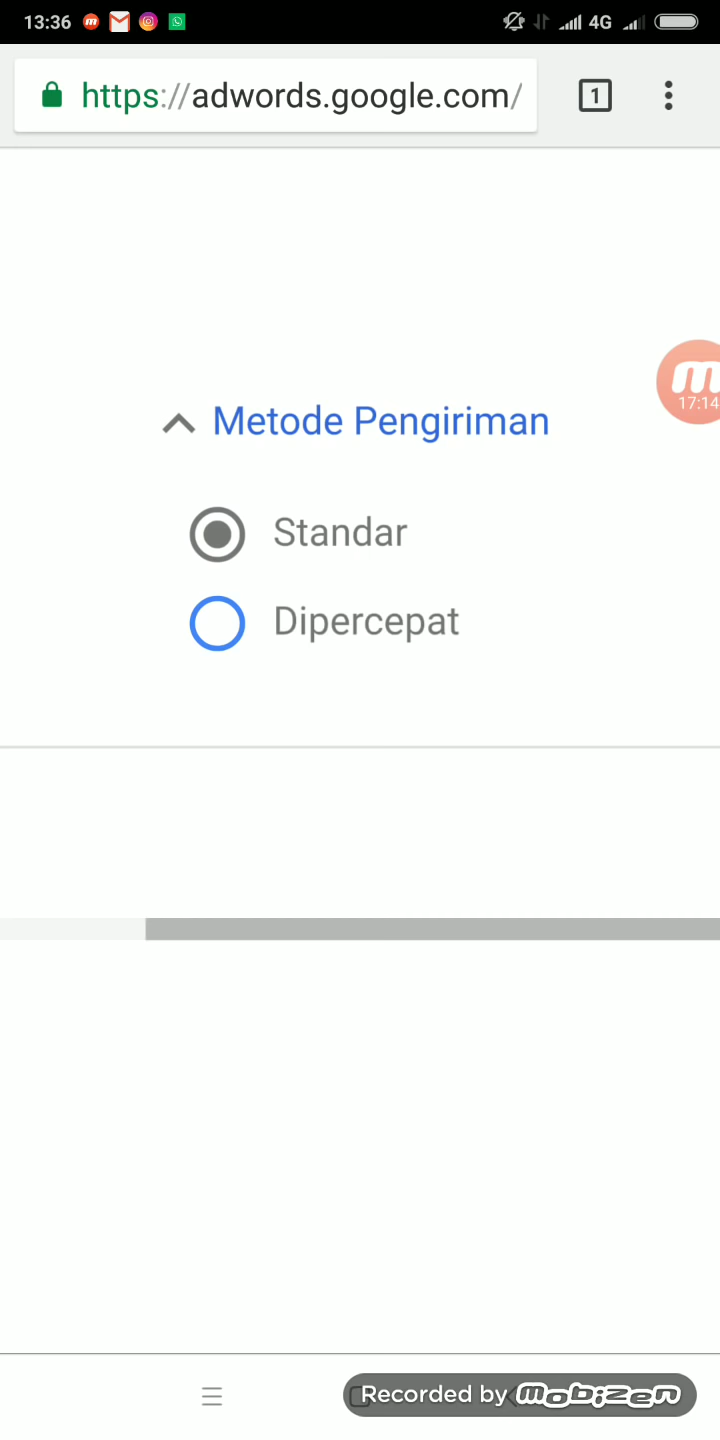 13:36
4G
https://adwords.google.com/
1
17:14
Metode Pengiriman
Standar
Dipercepat
Recorded by mobizen